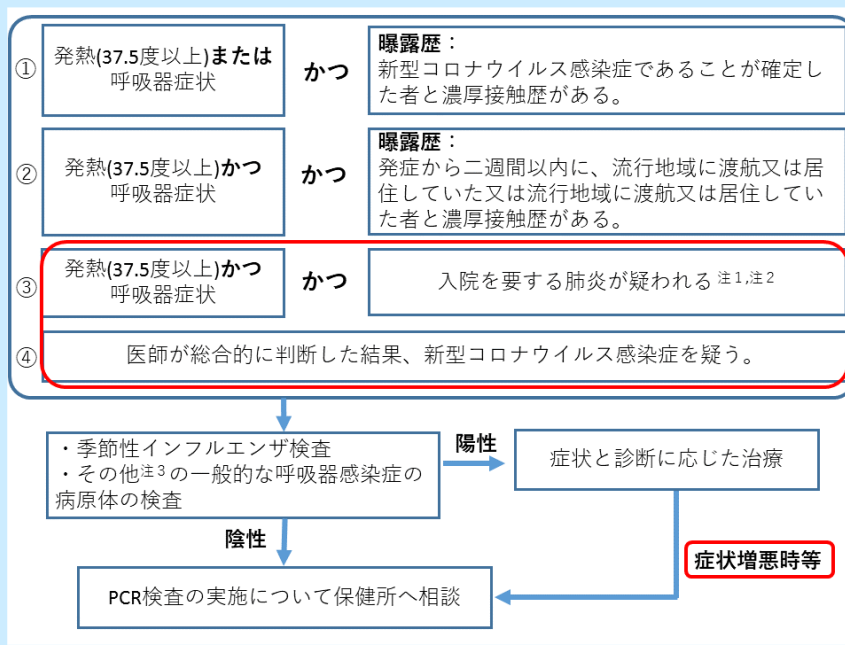 ①
発熱(37.5度以上)または
呼吸器症状
かつ
曝露歴：
新型コロナウイルス感染症であることが確定し
た者と濃厚接触歴がある。
②
発熱(37.5度以上)かつ
呼吸器症状
かつ
曝露歴：
発症から二週間以内に、流行地域に渡航又は居
住していた又は流行地域に渡航又は居住してい
た者と濃厚接触歴がある。
③
発熱(37.5度以上)かつ
呼吸器症状
かつ
入院を要する肺炎が疑われる 注1,注2
④
医師が総合的に判断した結果、新型コロナウイルス感染症を疑う。
・季節性インフルエンザ検査
・その他注3の一般的な呼吸器感染症の
病原体の検査
陽性
症状と診断に応じた治療
陰性
症状増悪時等
PCR検査の実施について保健所へ相談